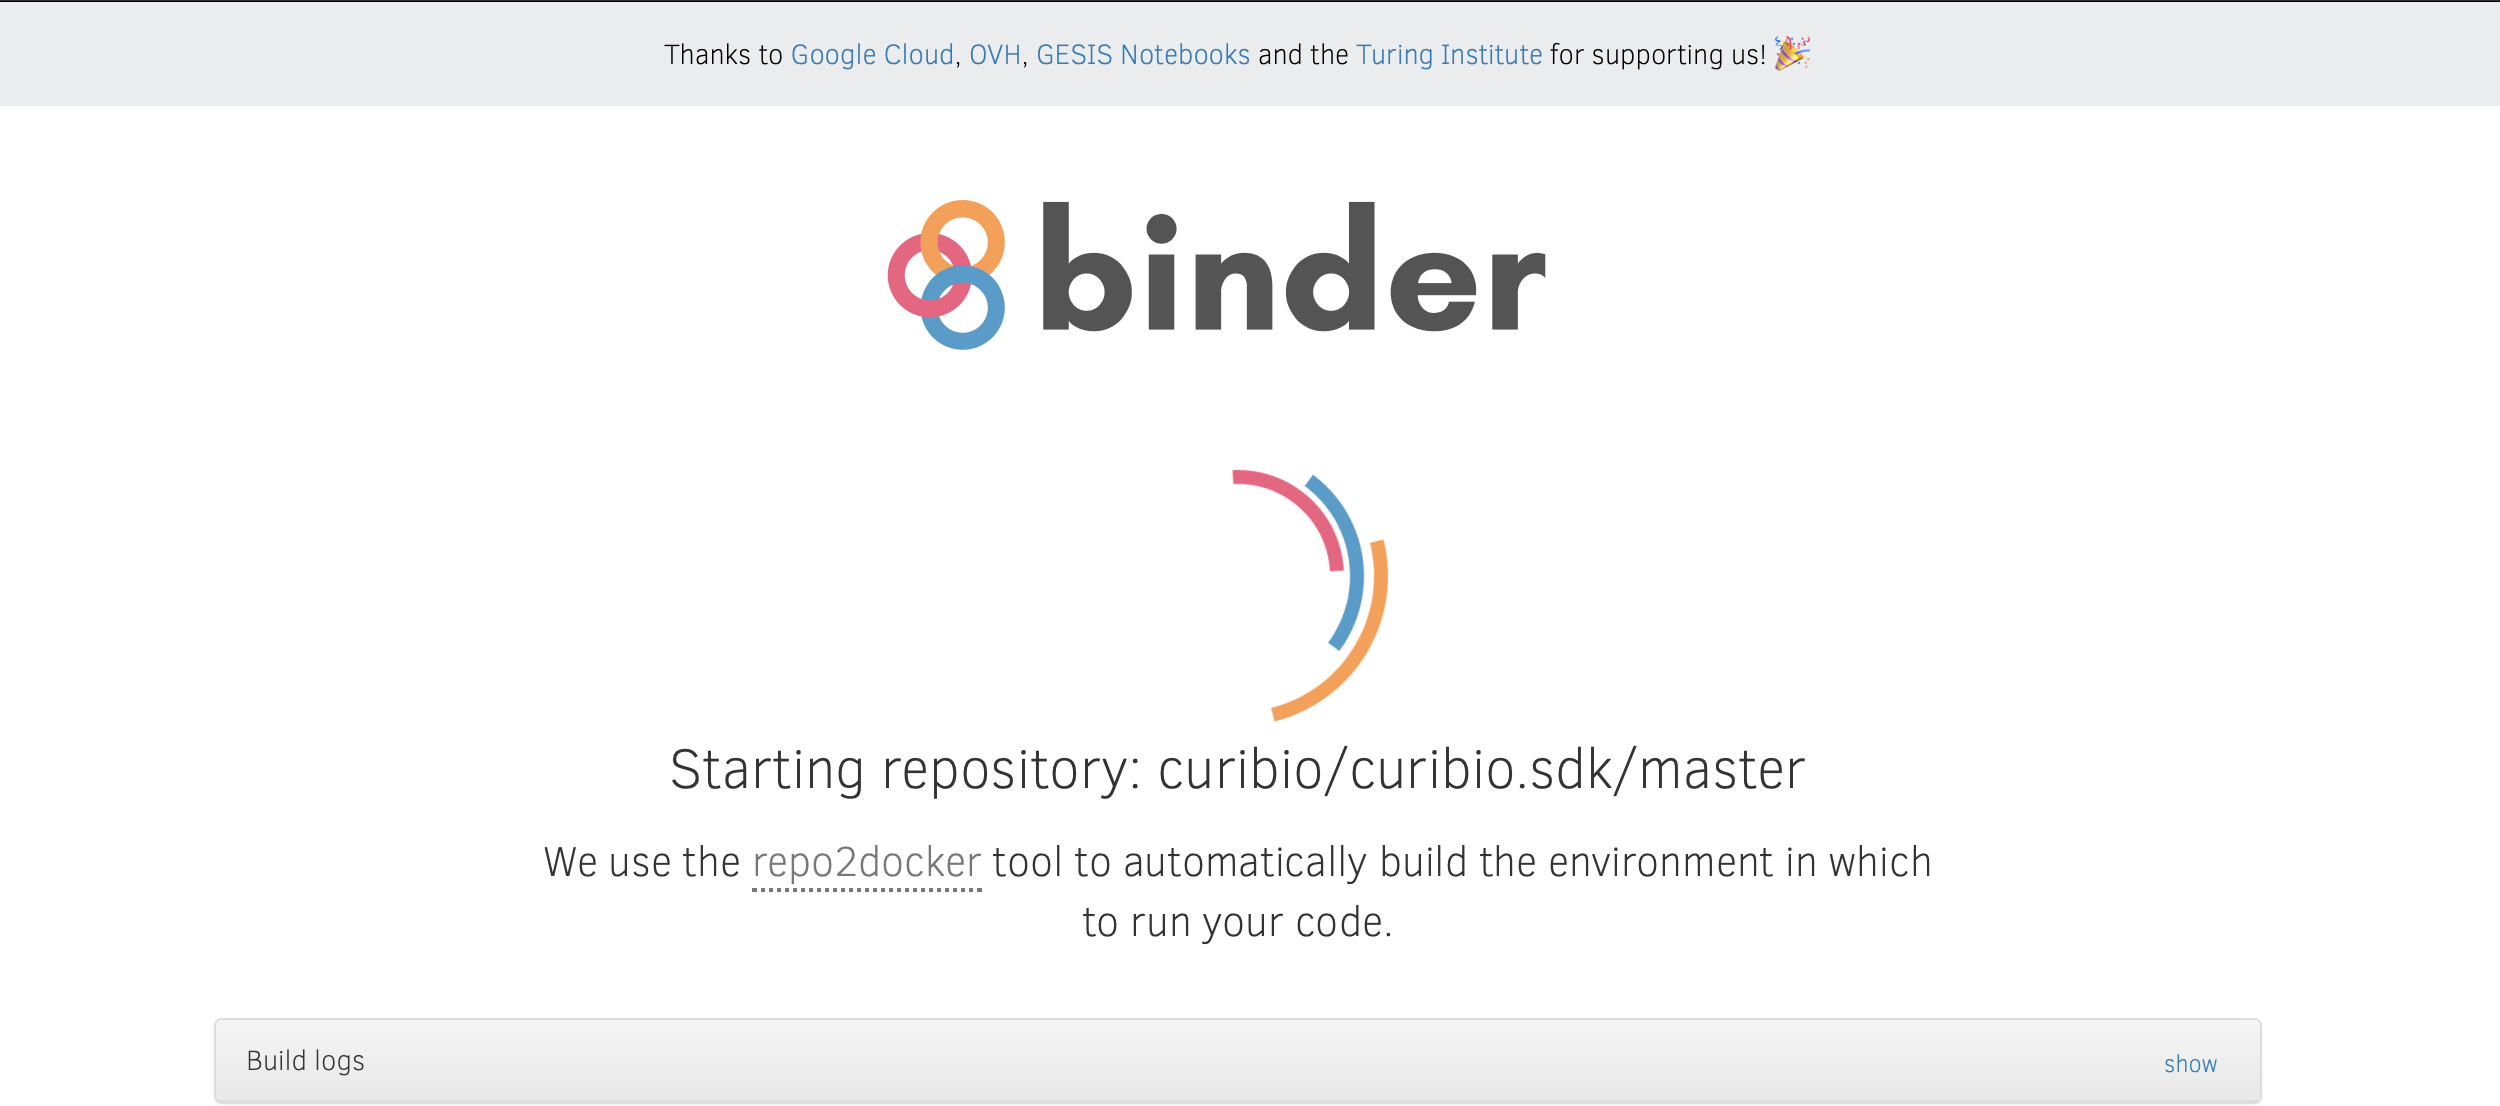 Thanks to Google Cloud, OVH, GESIS Notebooks and the Turing Institute for supporting us! 🎉
binder
Starting repository: curibio/curibio.sdk/master
We use the repo2docker tool to automatically build the environment in which
to run your code.
Build logs
show